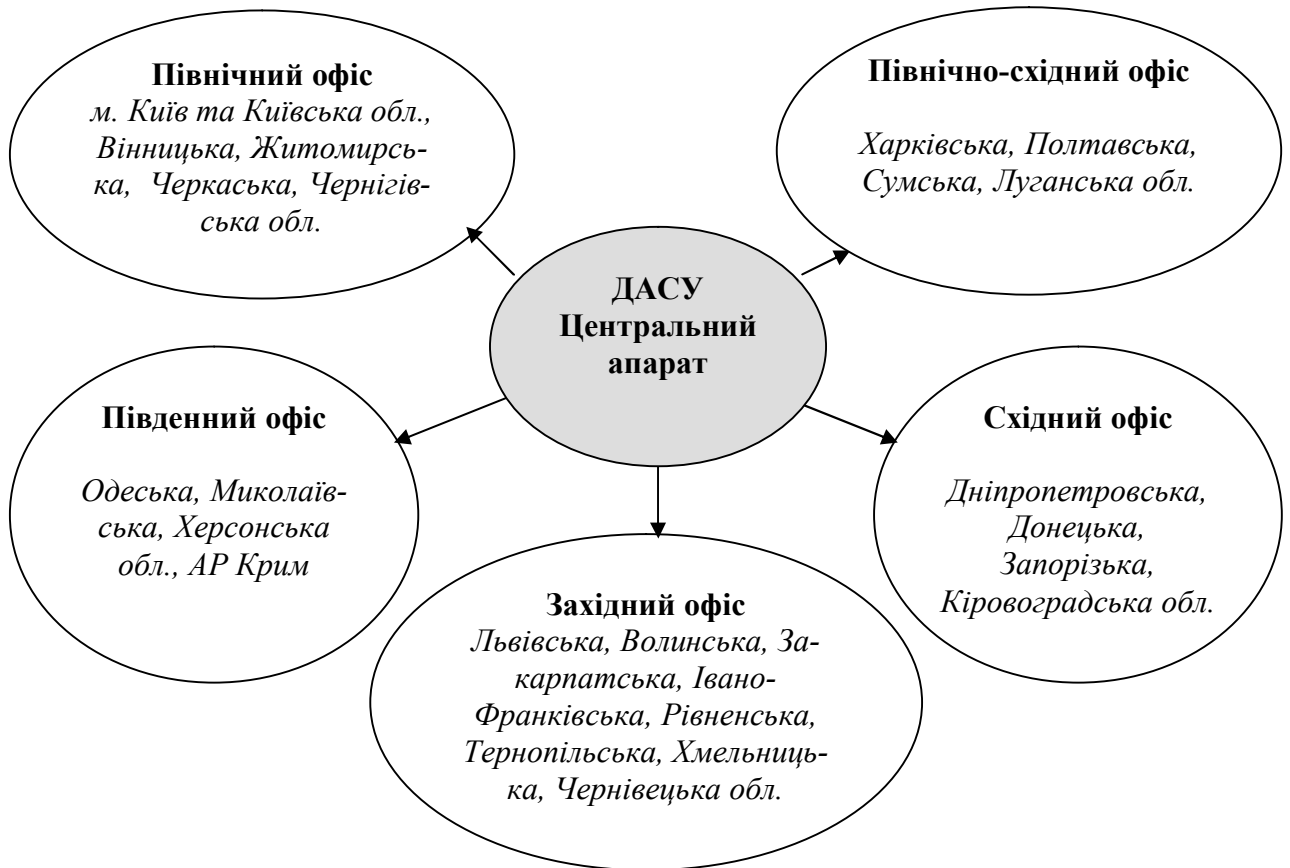 Північний офіс
м. Київ та Київська обл.,
Вінницька, Житомирсь-
ка, Черкаська, Чернігів-
ська обл.
Північно-східний офіс
Харківська, Полтавська,
Сумська, Луганська обл.
ДАСУ
Центральний
апарат
Південний офіс
Одеська, Миколаїв-
ська, Херсонська
обл., АР Крим
Східний офіс
Дніпропетровська,
Донецька,
Запорізька,
Кіровоградська обл.
Західний офіс
Львівська, Волинська, За-
карпатська, Івано-
Франківська, Рівненська,
Тернопільська, Хмельниць-
ка, Чернівецька обл.